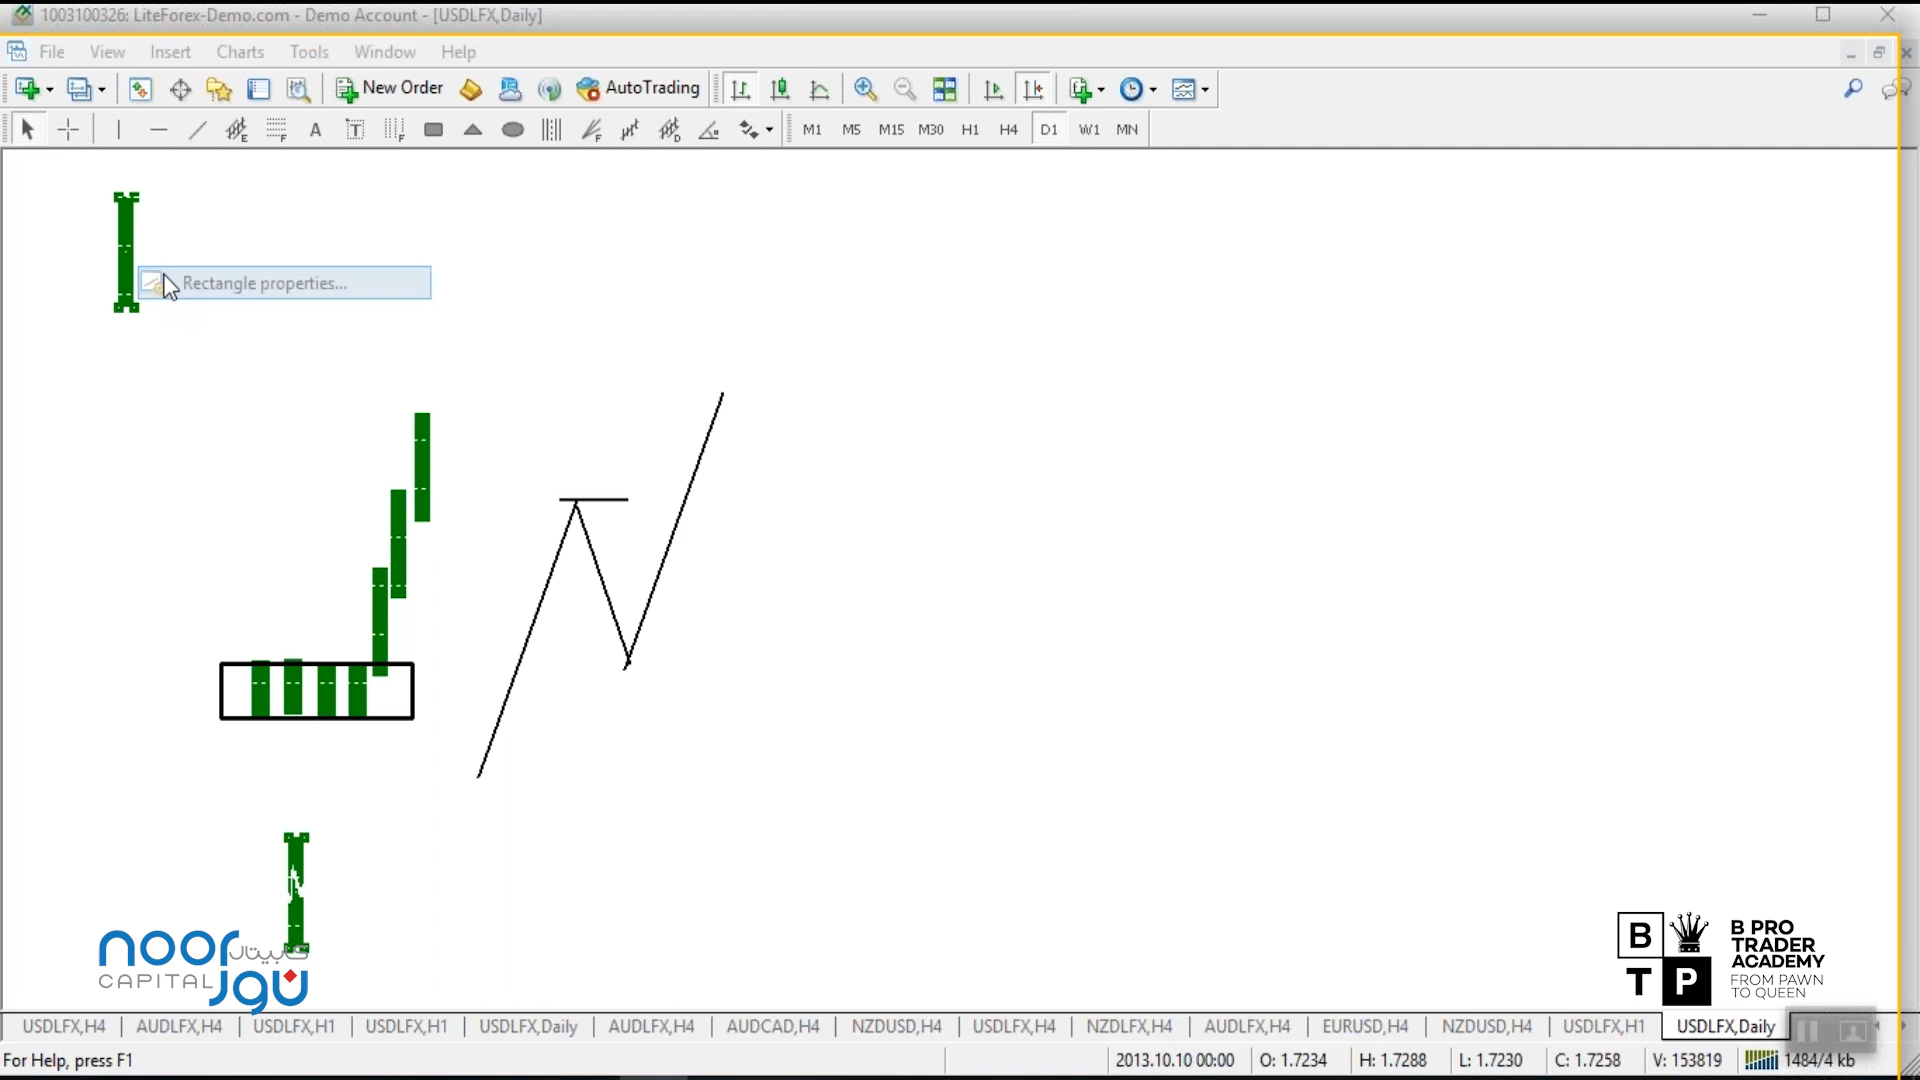 1003100326: LiteForex-Demo.com - Demo Account - [USDLFX,Daily]
File View Insert Charts Tools Window Help
New Order AutoTrading
A T M1 M5 M15 M30 H1 H4 D1 W1 MN
Rectangle properties...
noor كابيتال
CAPITAL نور
B T P
B PRO
TRADER
ACADEMY
FROM PAWN
TO QUEEN
USDLFX,H4 AUDLFX,H4 USDLFX,H1 USDLFX,H1 USDLFX,Daily AUDLFX,H4 AUDCAD,H4 NZDUSD,H4 USDLFX,H4 NZDLFX,H4 AUDLFX,H4 EURUSD,H4 NZDUSD,H4 USDLFX,H1 USDLFX,Daily
For Help, press F1 2013.10.10 00:00 O: 1.7234 H: 1.7288 L: 1.7230 C: 1.7258 V: 153819 1484/4 kb